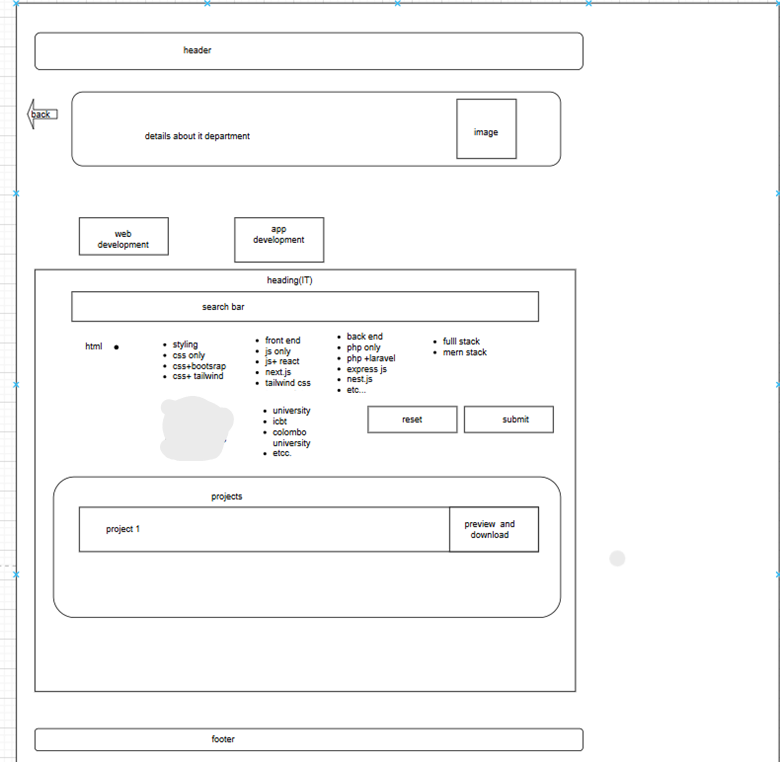 header
back
details about it department
image
web
development
app
development
heading(IT)
search bar
html
styling
css only
css+bootsrap
css+ tailwind
front end
js only
js+ react
next.js
tailwind css
back end
php only
php +laravel
express js
nest.js
etc...
fulll stack
mern stack
university
icbt
colombo
university
etcc.
reset
submit
projects
project 1
preview and
download
footer